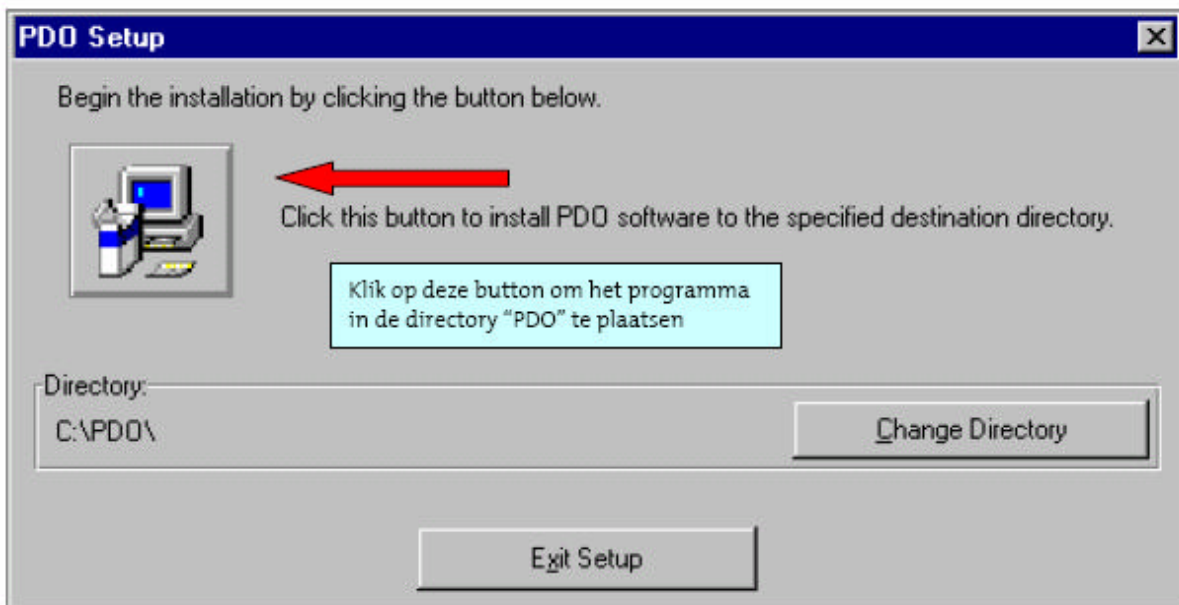 PDO Setup
Begin the installation by clicking the button below.
Click this button to install PDO software to the specified destination directory.
Klik op deze button om het programma
in de directory “PDO” te plaatsen
Directory:
C:\PDO\
Change Directory
Exit Setup